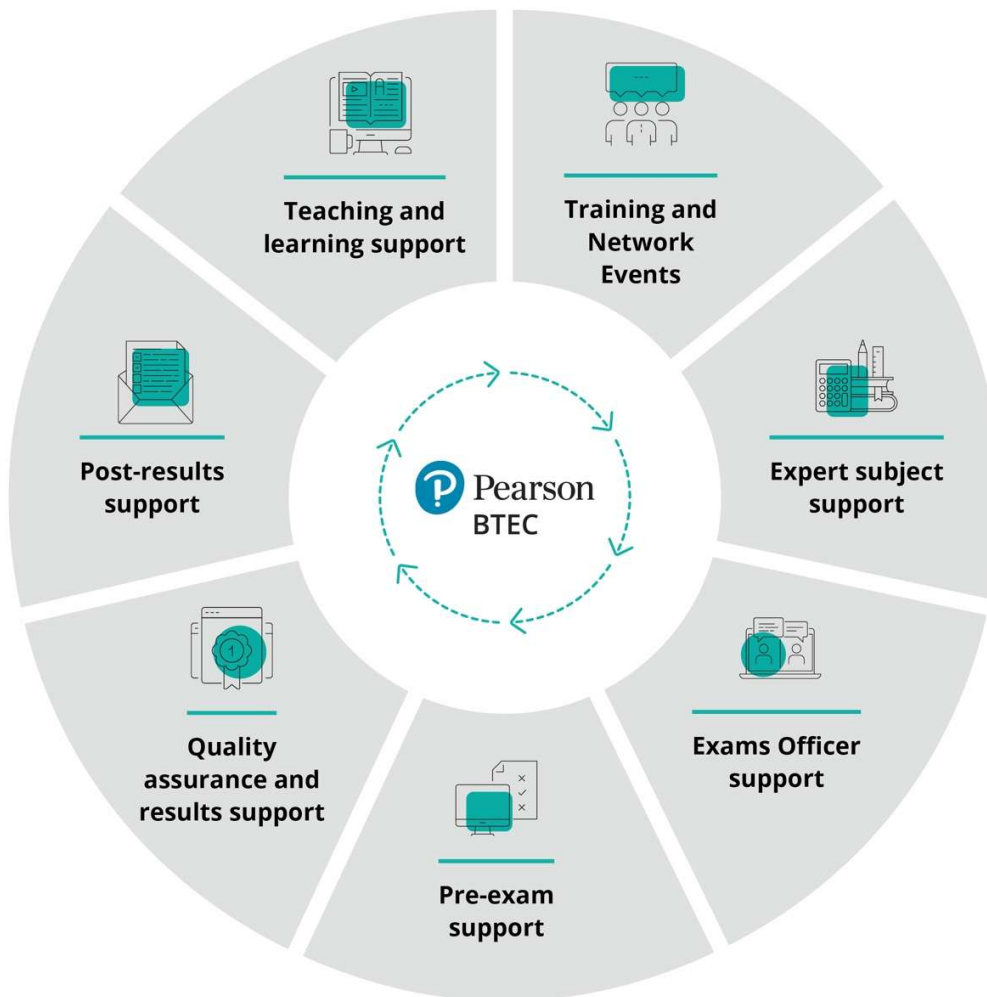 Teaching and
learning support
Training and
Network
Events
Expert subject
support
Exams Officer
support
Pre-exam
support
Quality
assurance and
results support
Post-results
support
Pearson
BTEC